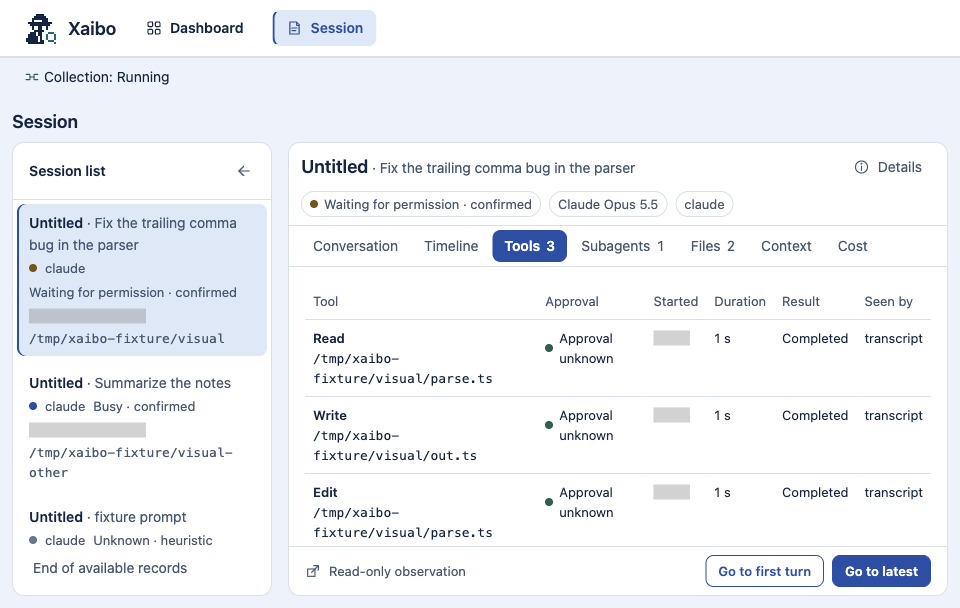 Xaibo
Dashboard
Session
Collection: Running
Session
Session list
Untitled · Fix the trailing comma
bug in the parser
claude
Waiting for permission · confirmed
/tmp/xaibo-fixture/visual
Untitled · Summarize the notes
claude Busy · confirmed
/tmp/xaibo-fixture/visual-
other
Untitled · fixture prompt
claude Unknown · heuristic
End of available records
Untitled · Fix the trailing comma bug in the parser
Details
Waiting for permission · confirmed
Claude Opus 5.5
claude
Conversation Timeline Tools 3 Subagents 1 Files 2 Context Cost
Tool Approval Started Duration Result Seen by
Read
/tmp/xaibo-
fixture/visual/parse.ts
Approval
unknown
1 s
Completed
transcript
Write
/tmp/xaibo-
fixture/visual/out.ts
Approval
unknown
1 s
Completed
transcript
Edit
/tmp/xaibo-
fixture/visual/parse.ts
Approval
unknown
1 s
Completed
transcript
Read-only observation
Go to first turn
Go to latest